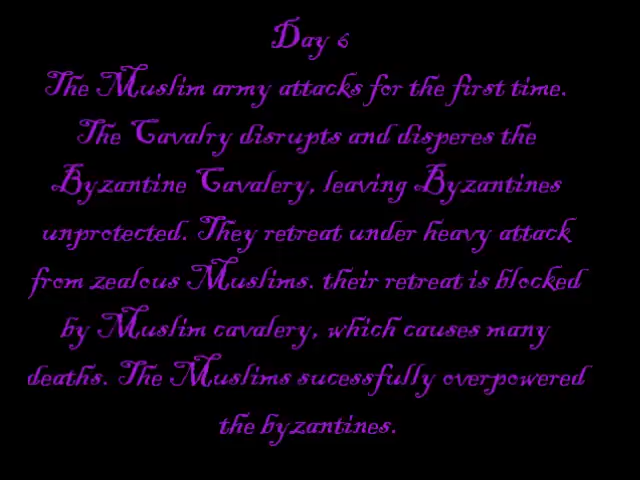 Day 6
The Muslim army attacks for the first time.
The Cavalry disrupts and disperes the
Byzantine Cavalery, leaving Byzantines
unprotected. They retreat under heavy attack
from zealous Muslims. their retreat is blocked
by Muslim cavalery, which causes many
deaths. The Muslims sucessfully overpowered
the byzantines.